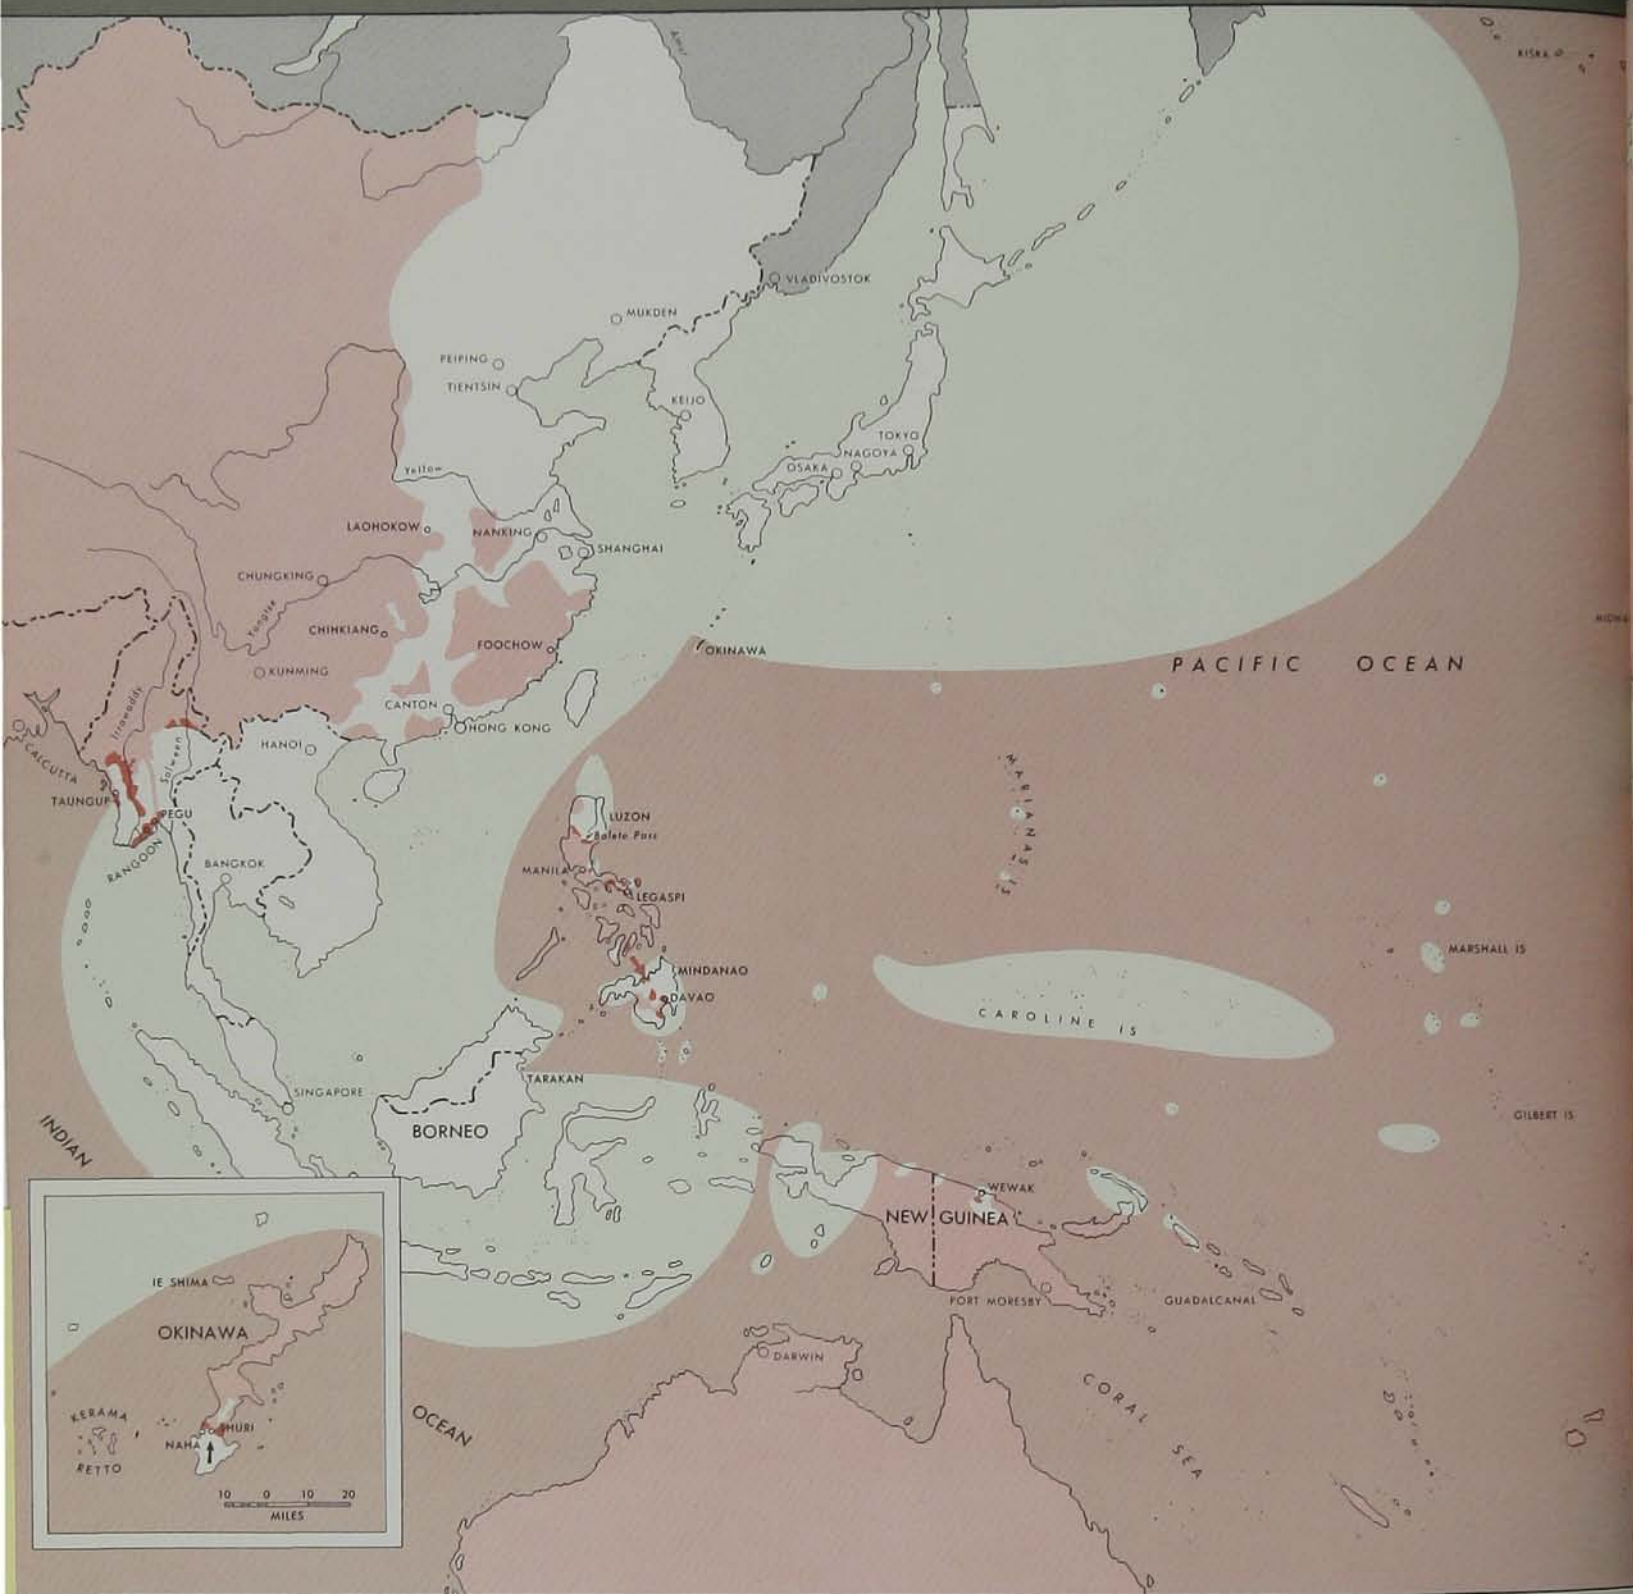 Amur
KISKA
VLADIVOSTOK
MUKDEN
PEIPING
TIENTSIN
KEIJO
TOKYO
NAGOYA
OSAKA
Yellow
LAOHOKOW
NANKING
SHANGHAI
CHUNGKING
Yangtze
CHIHKIANG
FOOCHOW
KUNMING
OKINAWA
PACIFIC OCEAN
Irrawaddy
CANTON
HONG KONG
HANOI
Salween
CALCUTTA
TAUNGUP
PEGU
RANGOON
BANGKOK
LUZON
Balete Pass
MANILA
LEGASPI
MARIANAS IS
MARSHALL IS
MINDANAO
DAVAO
CAROLINE IS
TARAKAN
SINGAPORE
BORNEO
GILBERT IS
INDIAN
OCEAN
WEWAK
NEW GUINEA
PORT MORESBY
GUADALCANAL
DARWIN
CORAL SEA
IE SHIMA
OKINAWA
KERAMA
RETTO
SHURI
NAHA
10 0 10 20
MILES